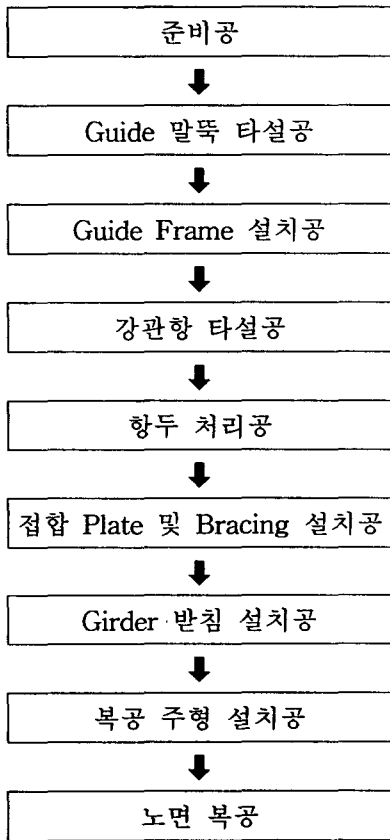 준비공
Guide 말뚝 타설공
Guide Frame 설치공
강관항 타설공
항두 처리공
접합 Plate 및 Bracing 설치공
Girder 받침 설치공
복공 주형 설치공
노면 복공